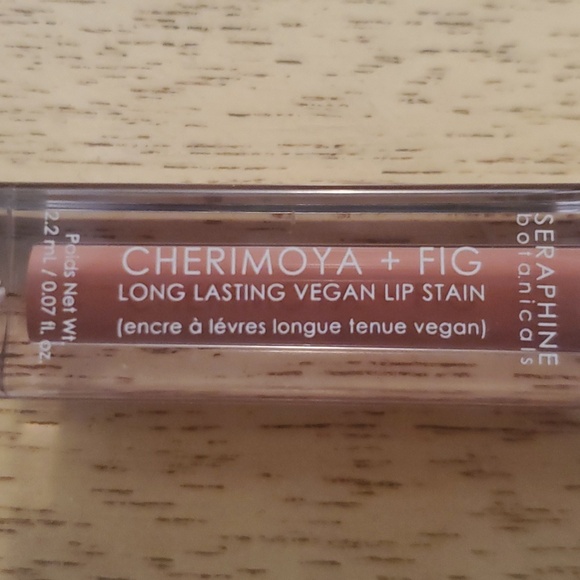 CHERIMOYA + FIG
LONG LASTING VEGAN LIP STAIN
(encre à lévres longue tenue vegan)
SERAPHINE
botanicals
Poids Net Wt.
2.2 mL / 0.07 fl. oz